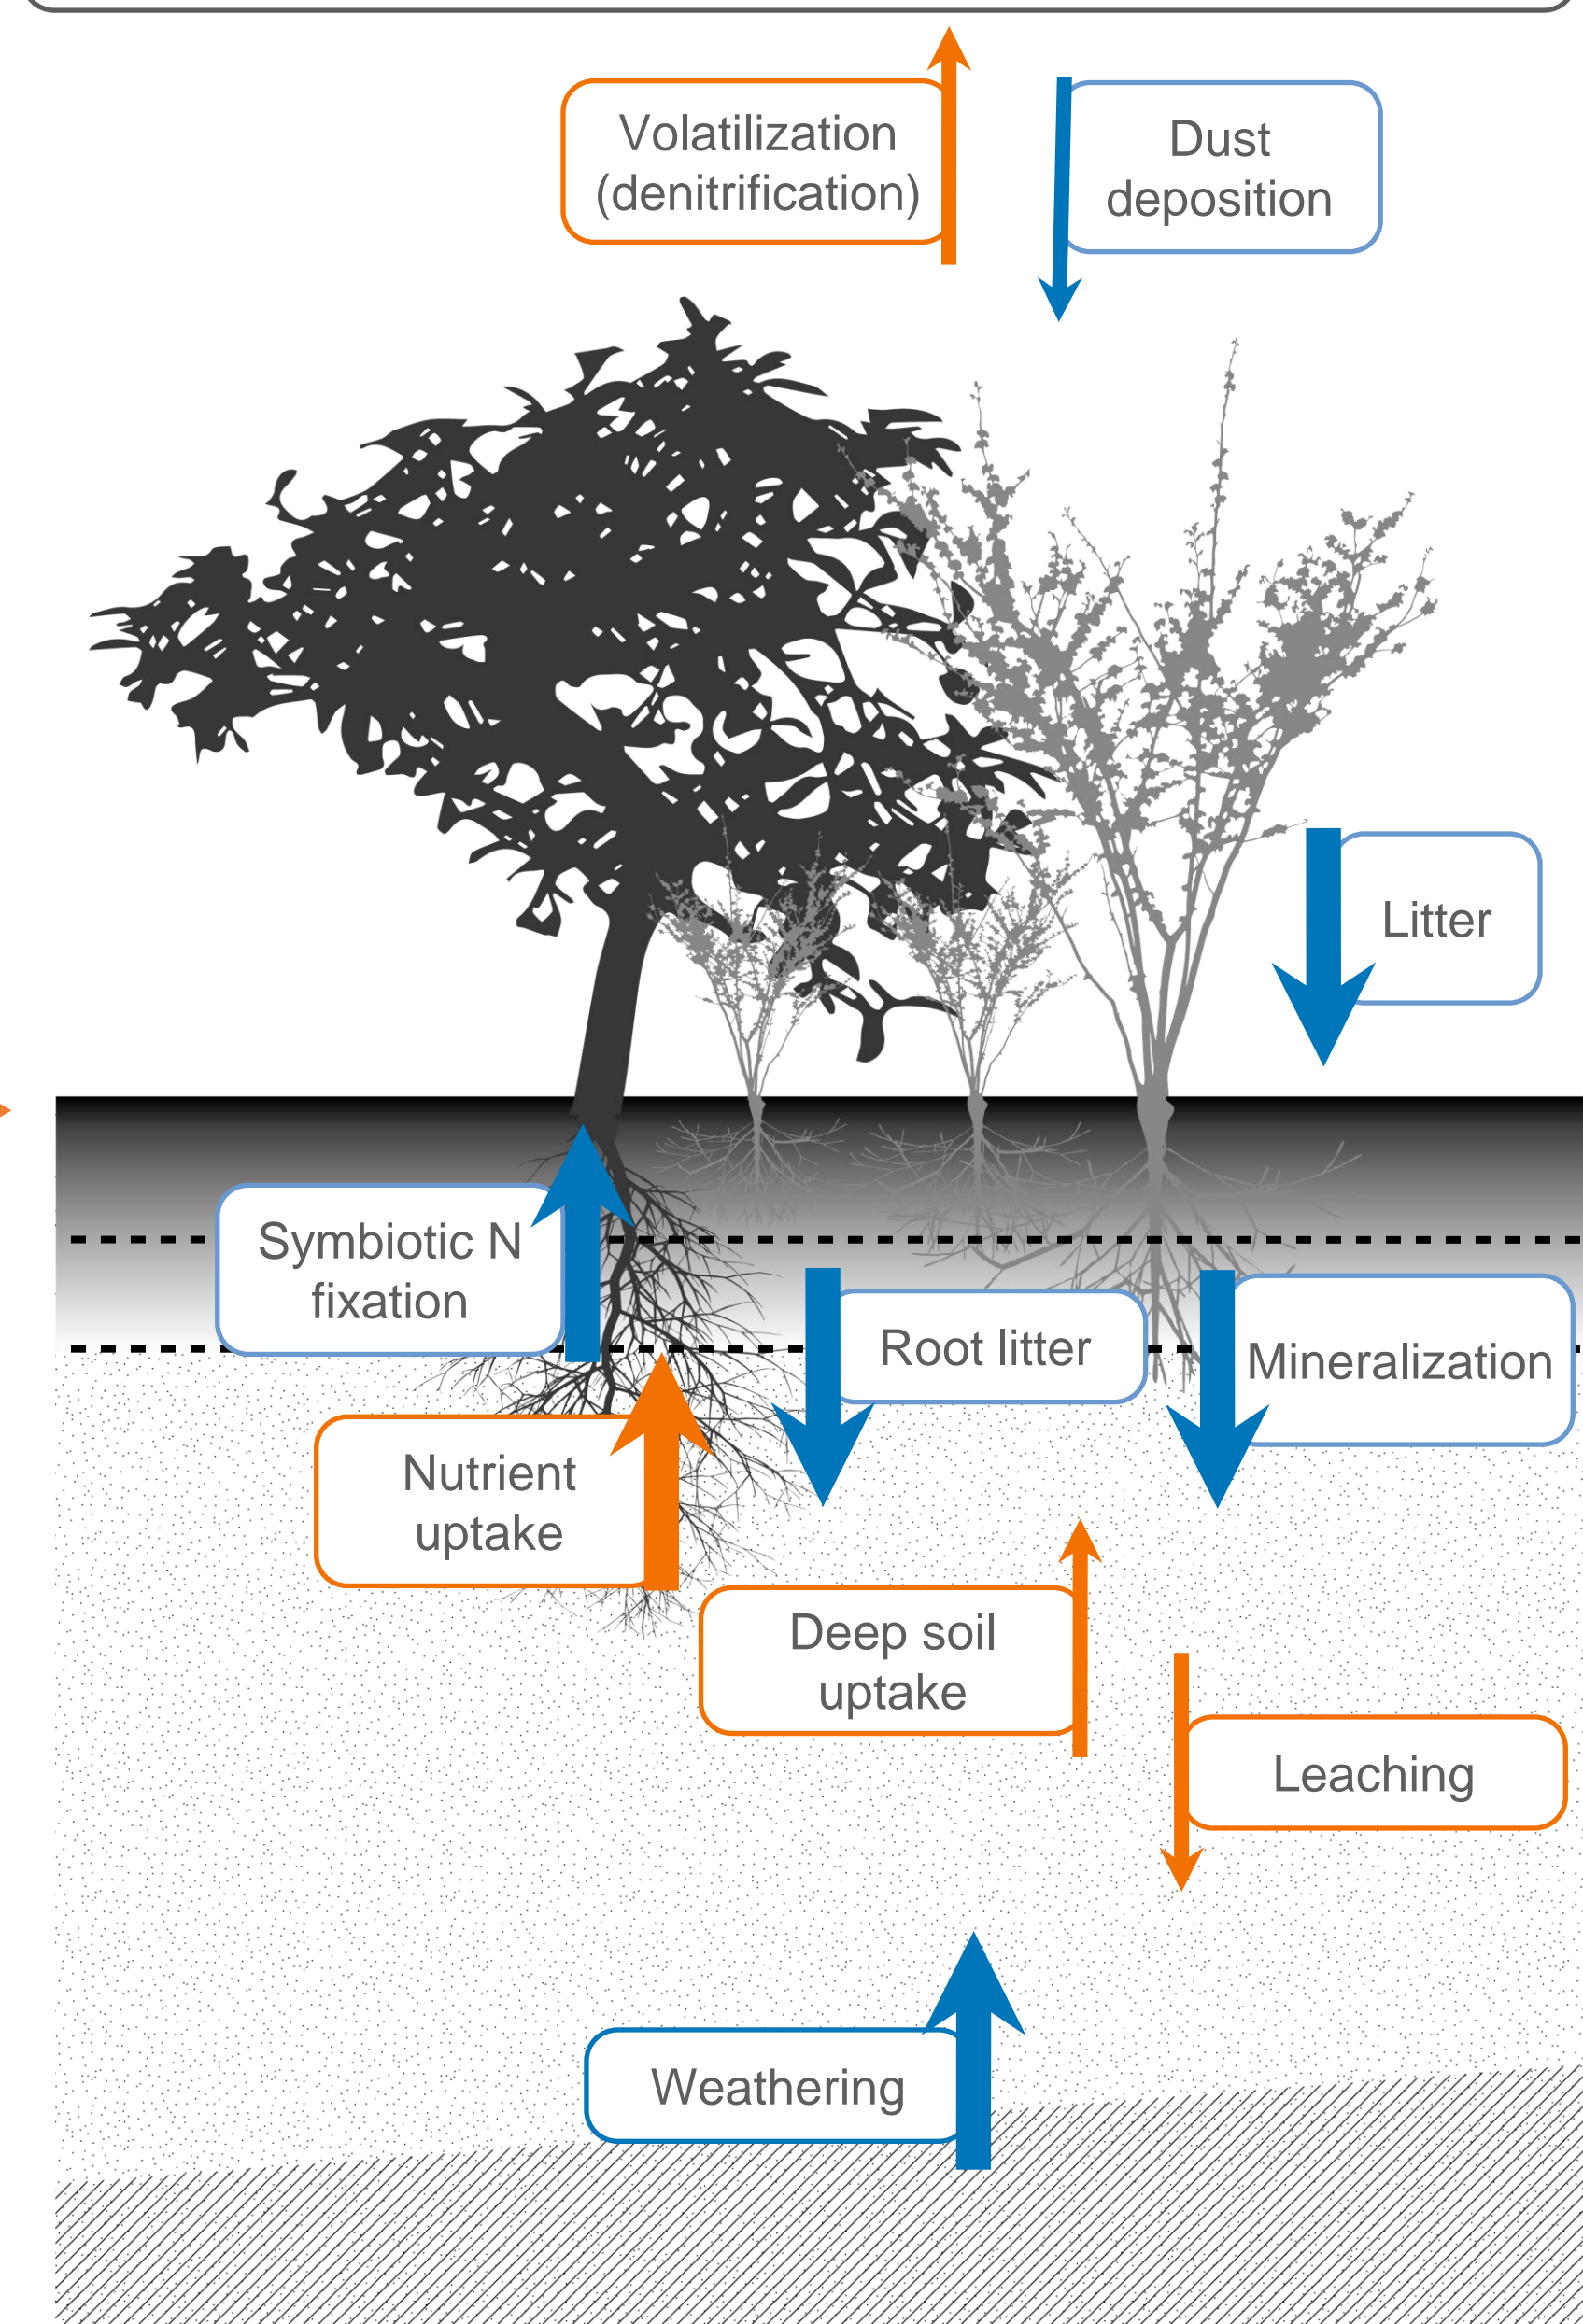 Volatilization
(denitrification)
Dust
deposition
Litter
Symbiotic N
fixation
Root litter
Mineralization
Nutrient
uptake
Deep soil
uptake
Leaching
Weathering